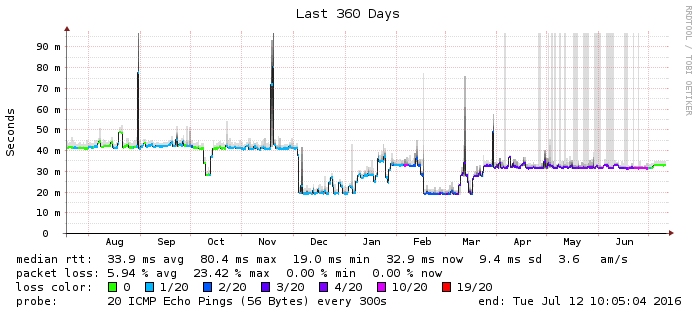 Last 360 Days
RRDTOOL / TOBI OETIKER
Seconds
90 m
80 m
70 m
60 m
50 m
40 m
30 m
20 m
10 m
0
Aug Sep Oct Nov Dec Jan Feb Mar Apr May Jun
median rtt: 33.9 ms avg 80.4 ms max 19.0 ms min 32.9 ms now 9.4 ms sd 3.6 am/s
packet loss: 5.94 % avg 23.42 % max 0.00 % min 0.00 % now
loss color: 0 1/20 2/20 3/20 4/20 10/20 19/20
probe: 20 ICMP Echo Pings (56 Bytes) every 300s end: Tue Jul 12 10:05:04 2016